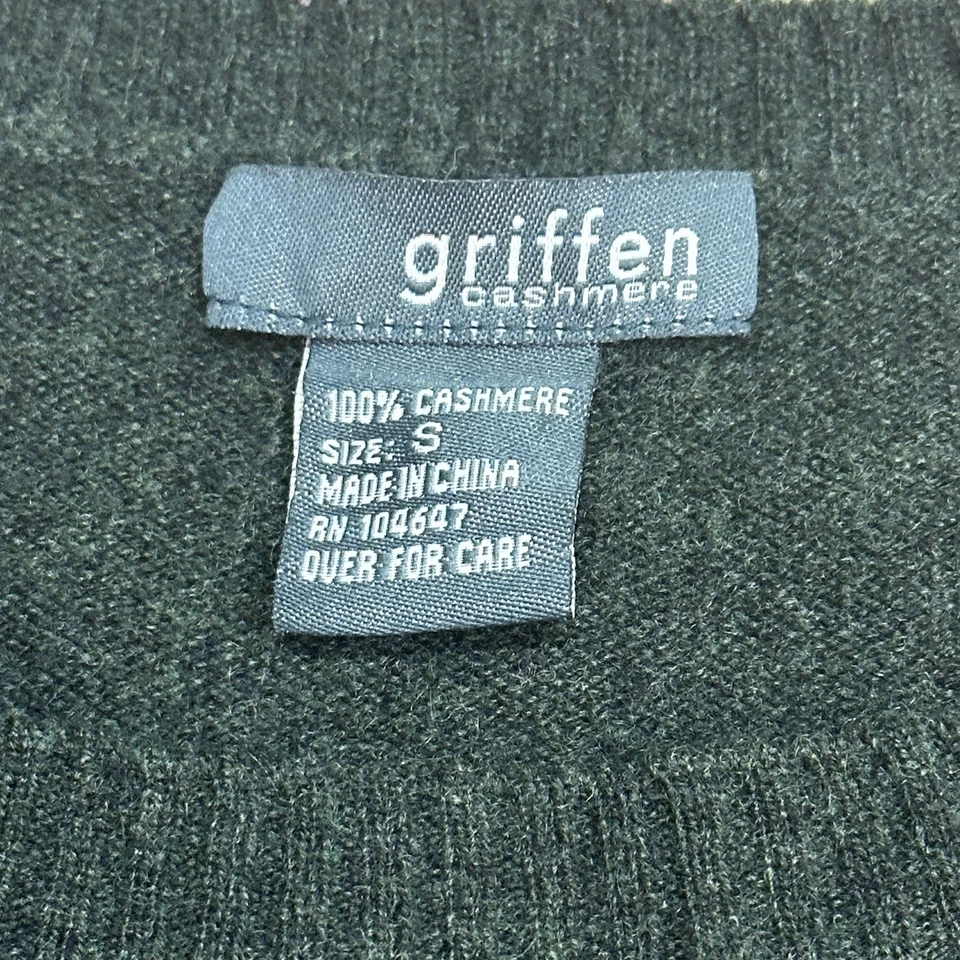 griffen
cashmere
100% CASHMERE
SIZE: S
MADE IN CHINA
RN 104647
OVER FOR CARE